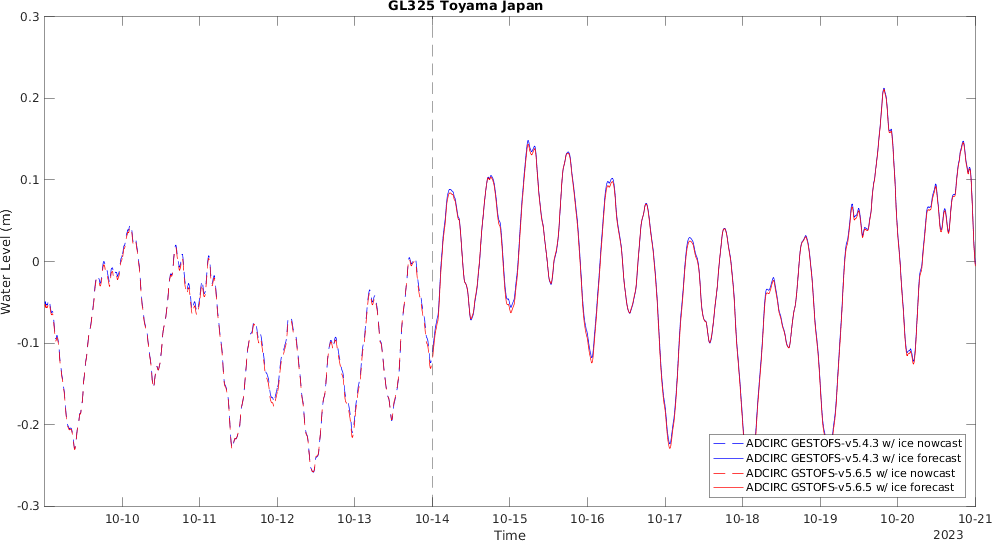 GL325 Toyama Japan
0.3
0.2
0.1
0
-0.1
-0.2
-0.3
Water Level (m)
ADCIRC GESTOFS-v5.4.3 w/ ice nowcast
ADCIRC GESTOFS-v5.4.3 w/ ice forecast
ADCIRC GSTOFS-v5.6.5 w/ ice nowcast
ADCIRC GSTOFS-v5.6.5 w/ ice forecast
10-10 10-11 10-12 10-13 10-14 10-15 10-16 10-17 10-18 10-19 10-20 10-21
Time
2023